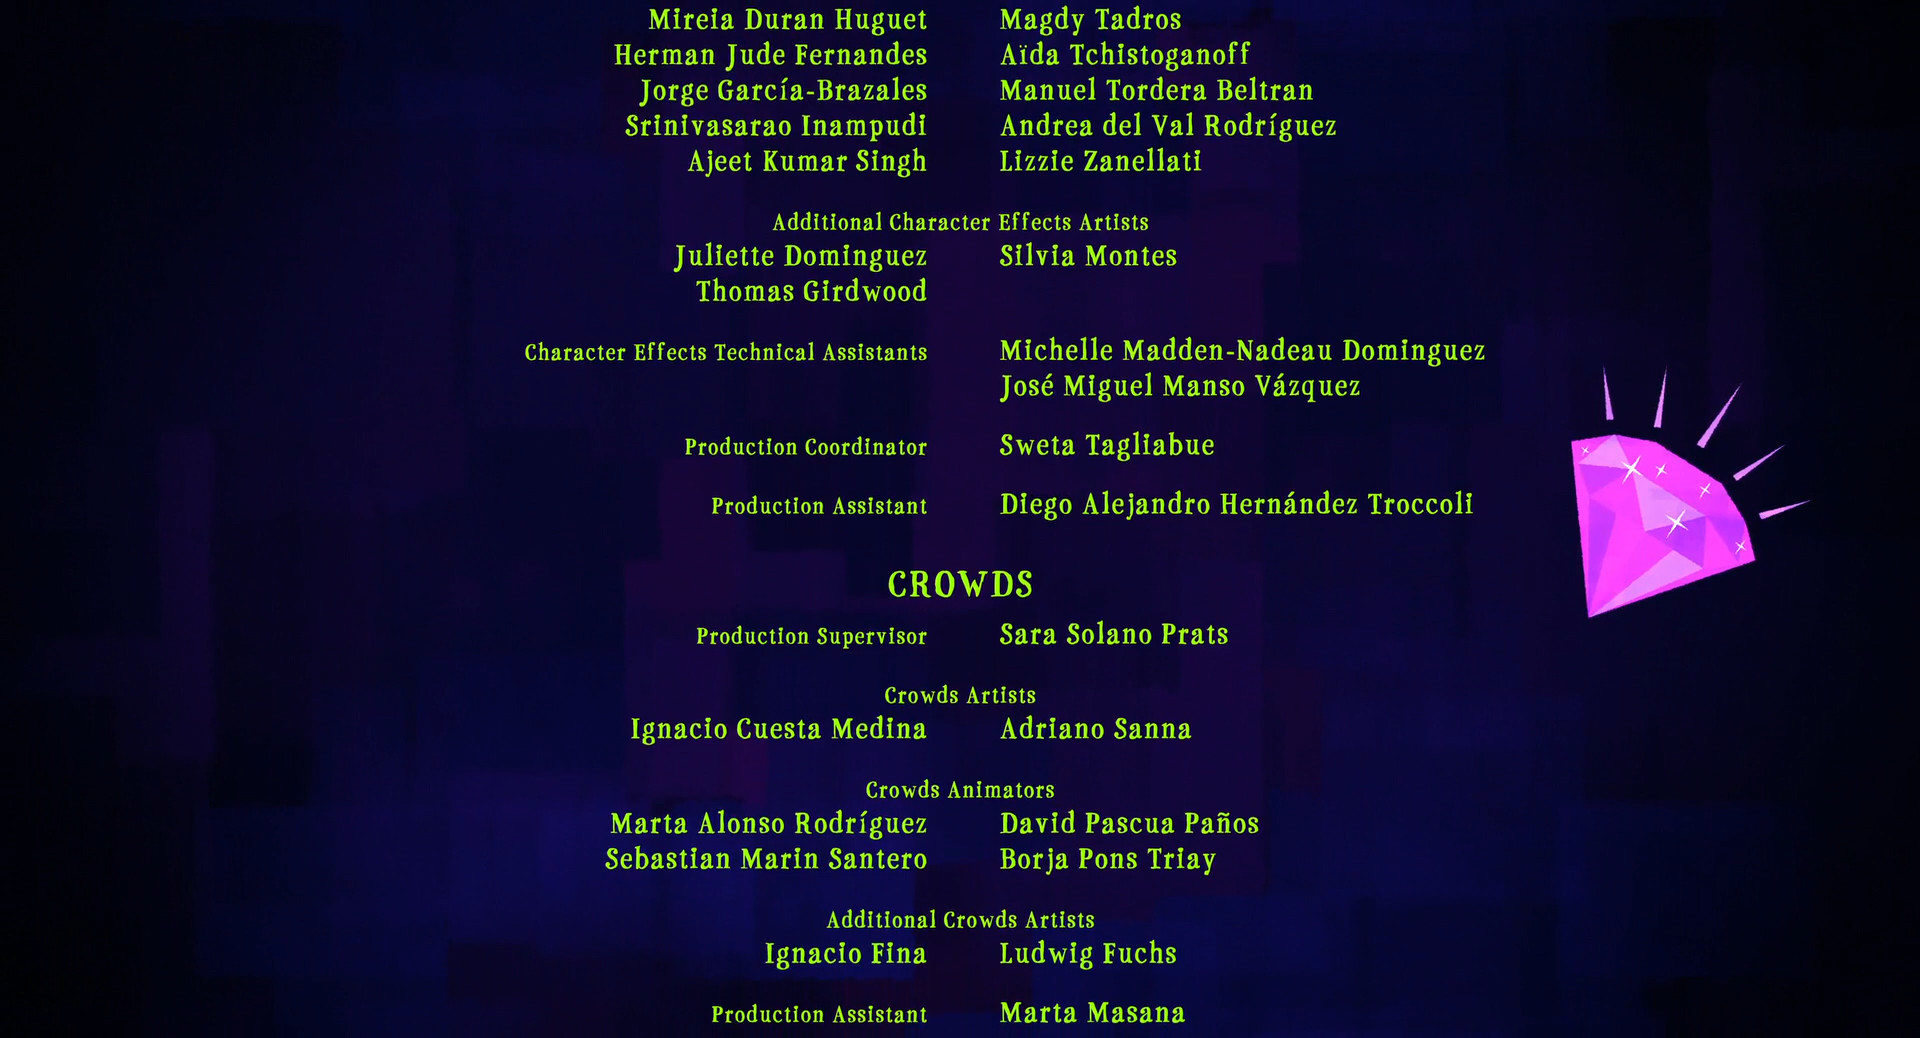 Mireia Duran Huguet Magdy Tadros
Herman Jude Fernandes Aïda Tchistoganoff
Jorge García-Brazales Manuel Tordera Beltran
Srinivasarao Inampudi Andrea del Val Rodríguez
Ajeet Kumar Singh Lizzie Zanellati
Additional Character Effects Artists
Juliette Dominguez Silvia Montes
Thomas Girdwood
Character Effects Technical Assistants Michelle Madden-Nadeau Dominguez
José Miguel Manso Vázquez
Production Coordinator Sweta Tagliabue
Production Assistant Diego Alejandro Hernández Troccoli
CROWDS
Production Supervisor Sara Solano Prats
Crowds Artists
Ignacio Cuesta Medina Adriano Sanna
Crowds Animators
Marta Alonso Rodríguez David Pascua Paños
Sebastian Marin Santero Borja Pons Triay
Additional Crowds Artists
Ignacio Fina Ludwig Fuchs
Production Assistant Marta Masana